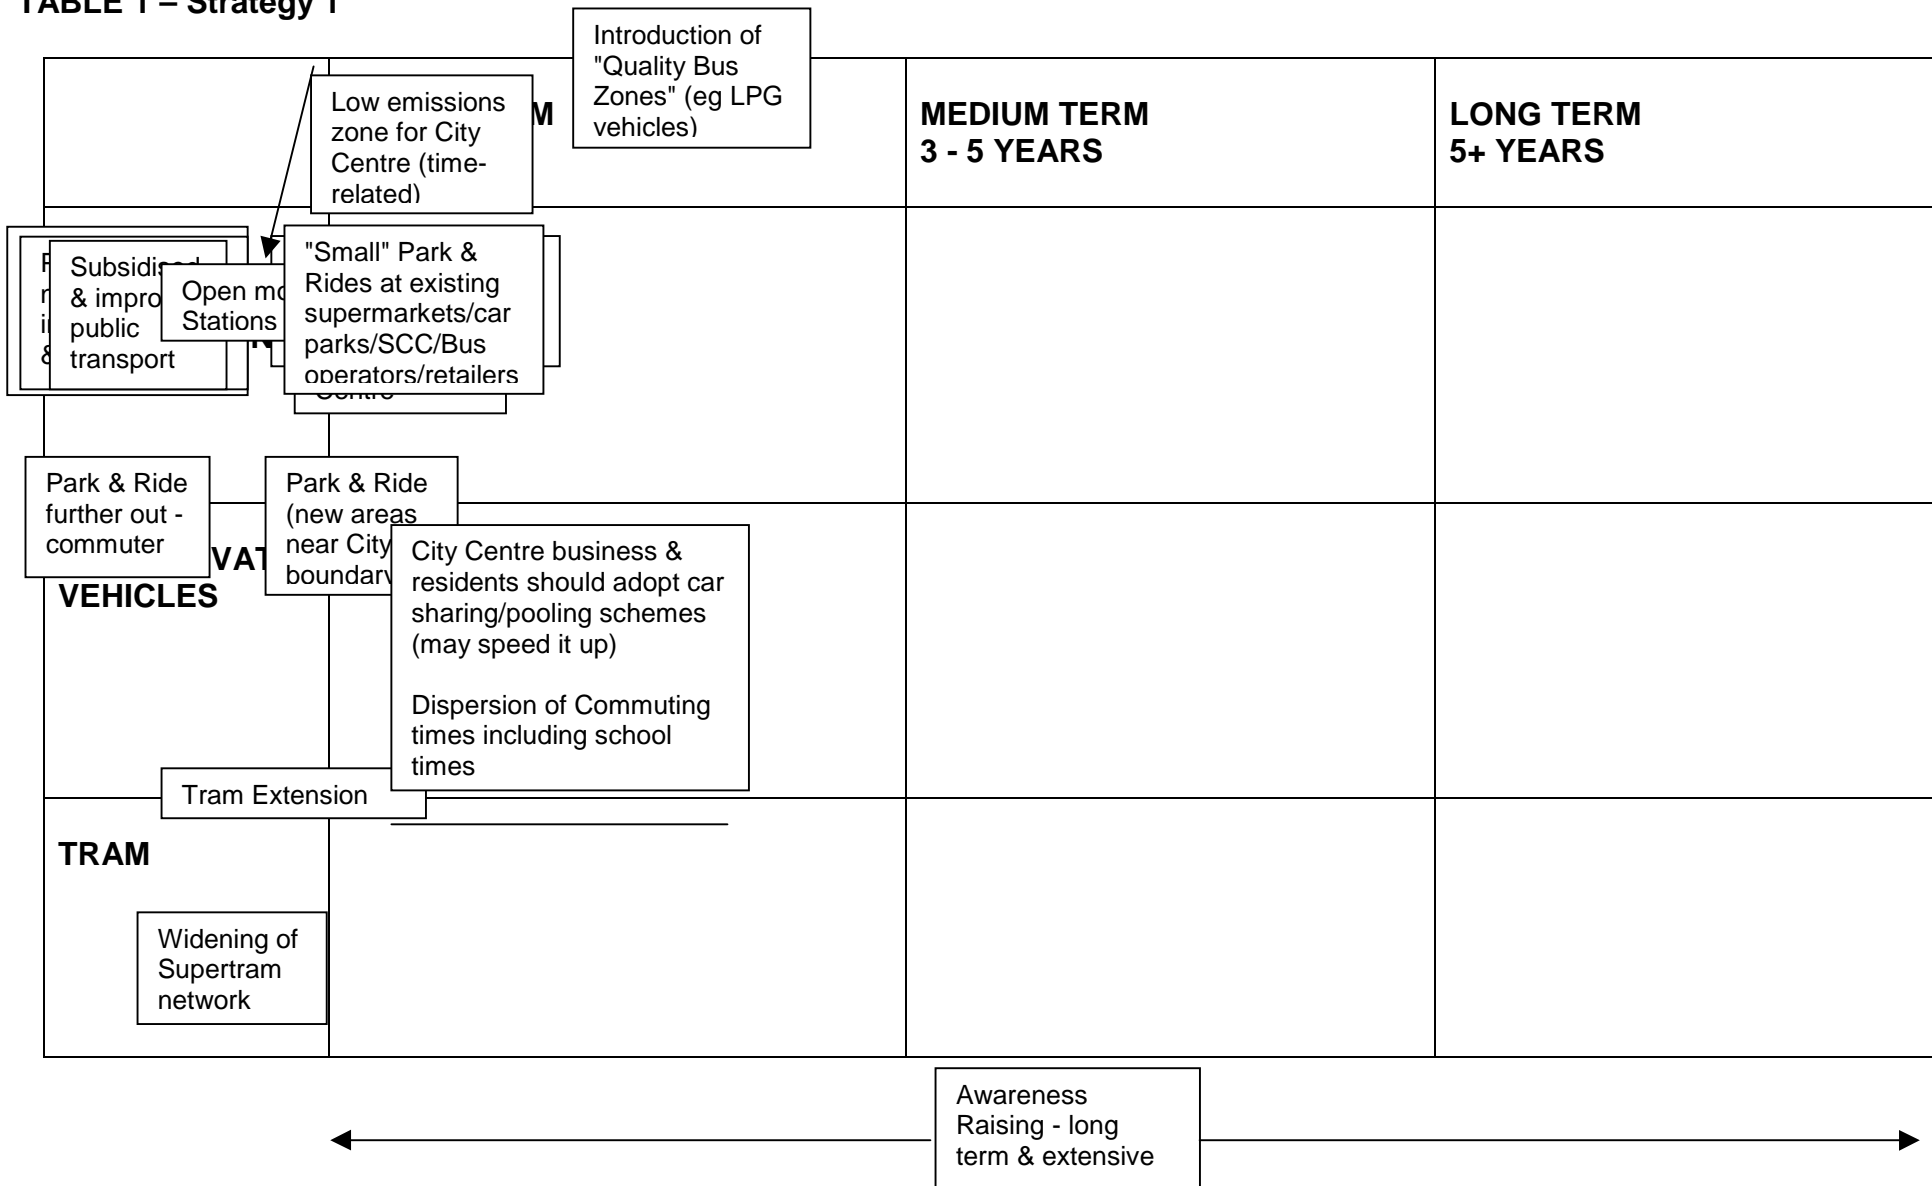 TABLE 1 – Strategy 1
Introduction of
"Quality Bus
Zones" (eg LPG
vehicles)
Low emissions
zone for City
Centre (time-
related)
M
MEDIUM TERM
3 - 5 YEARS
LONG TERM
5+ YEARS
Subsidised
& impro
public
transport
Open mo
Stations
"Small" Park &
Rides at existing
supermarkets/car
parks/SCC/Bus
operators/retailers
Centre
Park & Ride
further out -
commuter
Park & Ride
(new areas
near City
boundary
VAT
VEHICLES
City Centre business &
residents should adopt car
sharing/pooling schemes
(may speed it up)
Dispersion of Commuting
times including school
times
Tram Extension
TRAM
Widening of
Supertram
network
Awareness
Raising - long
term & extensive